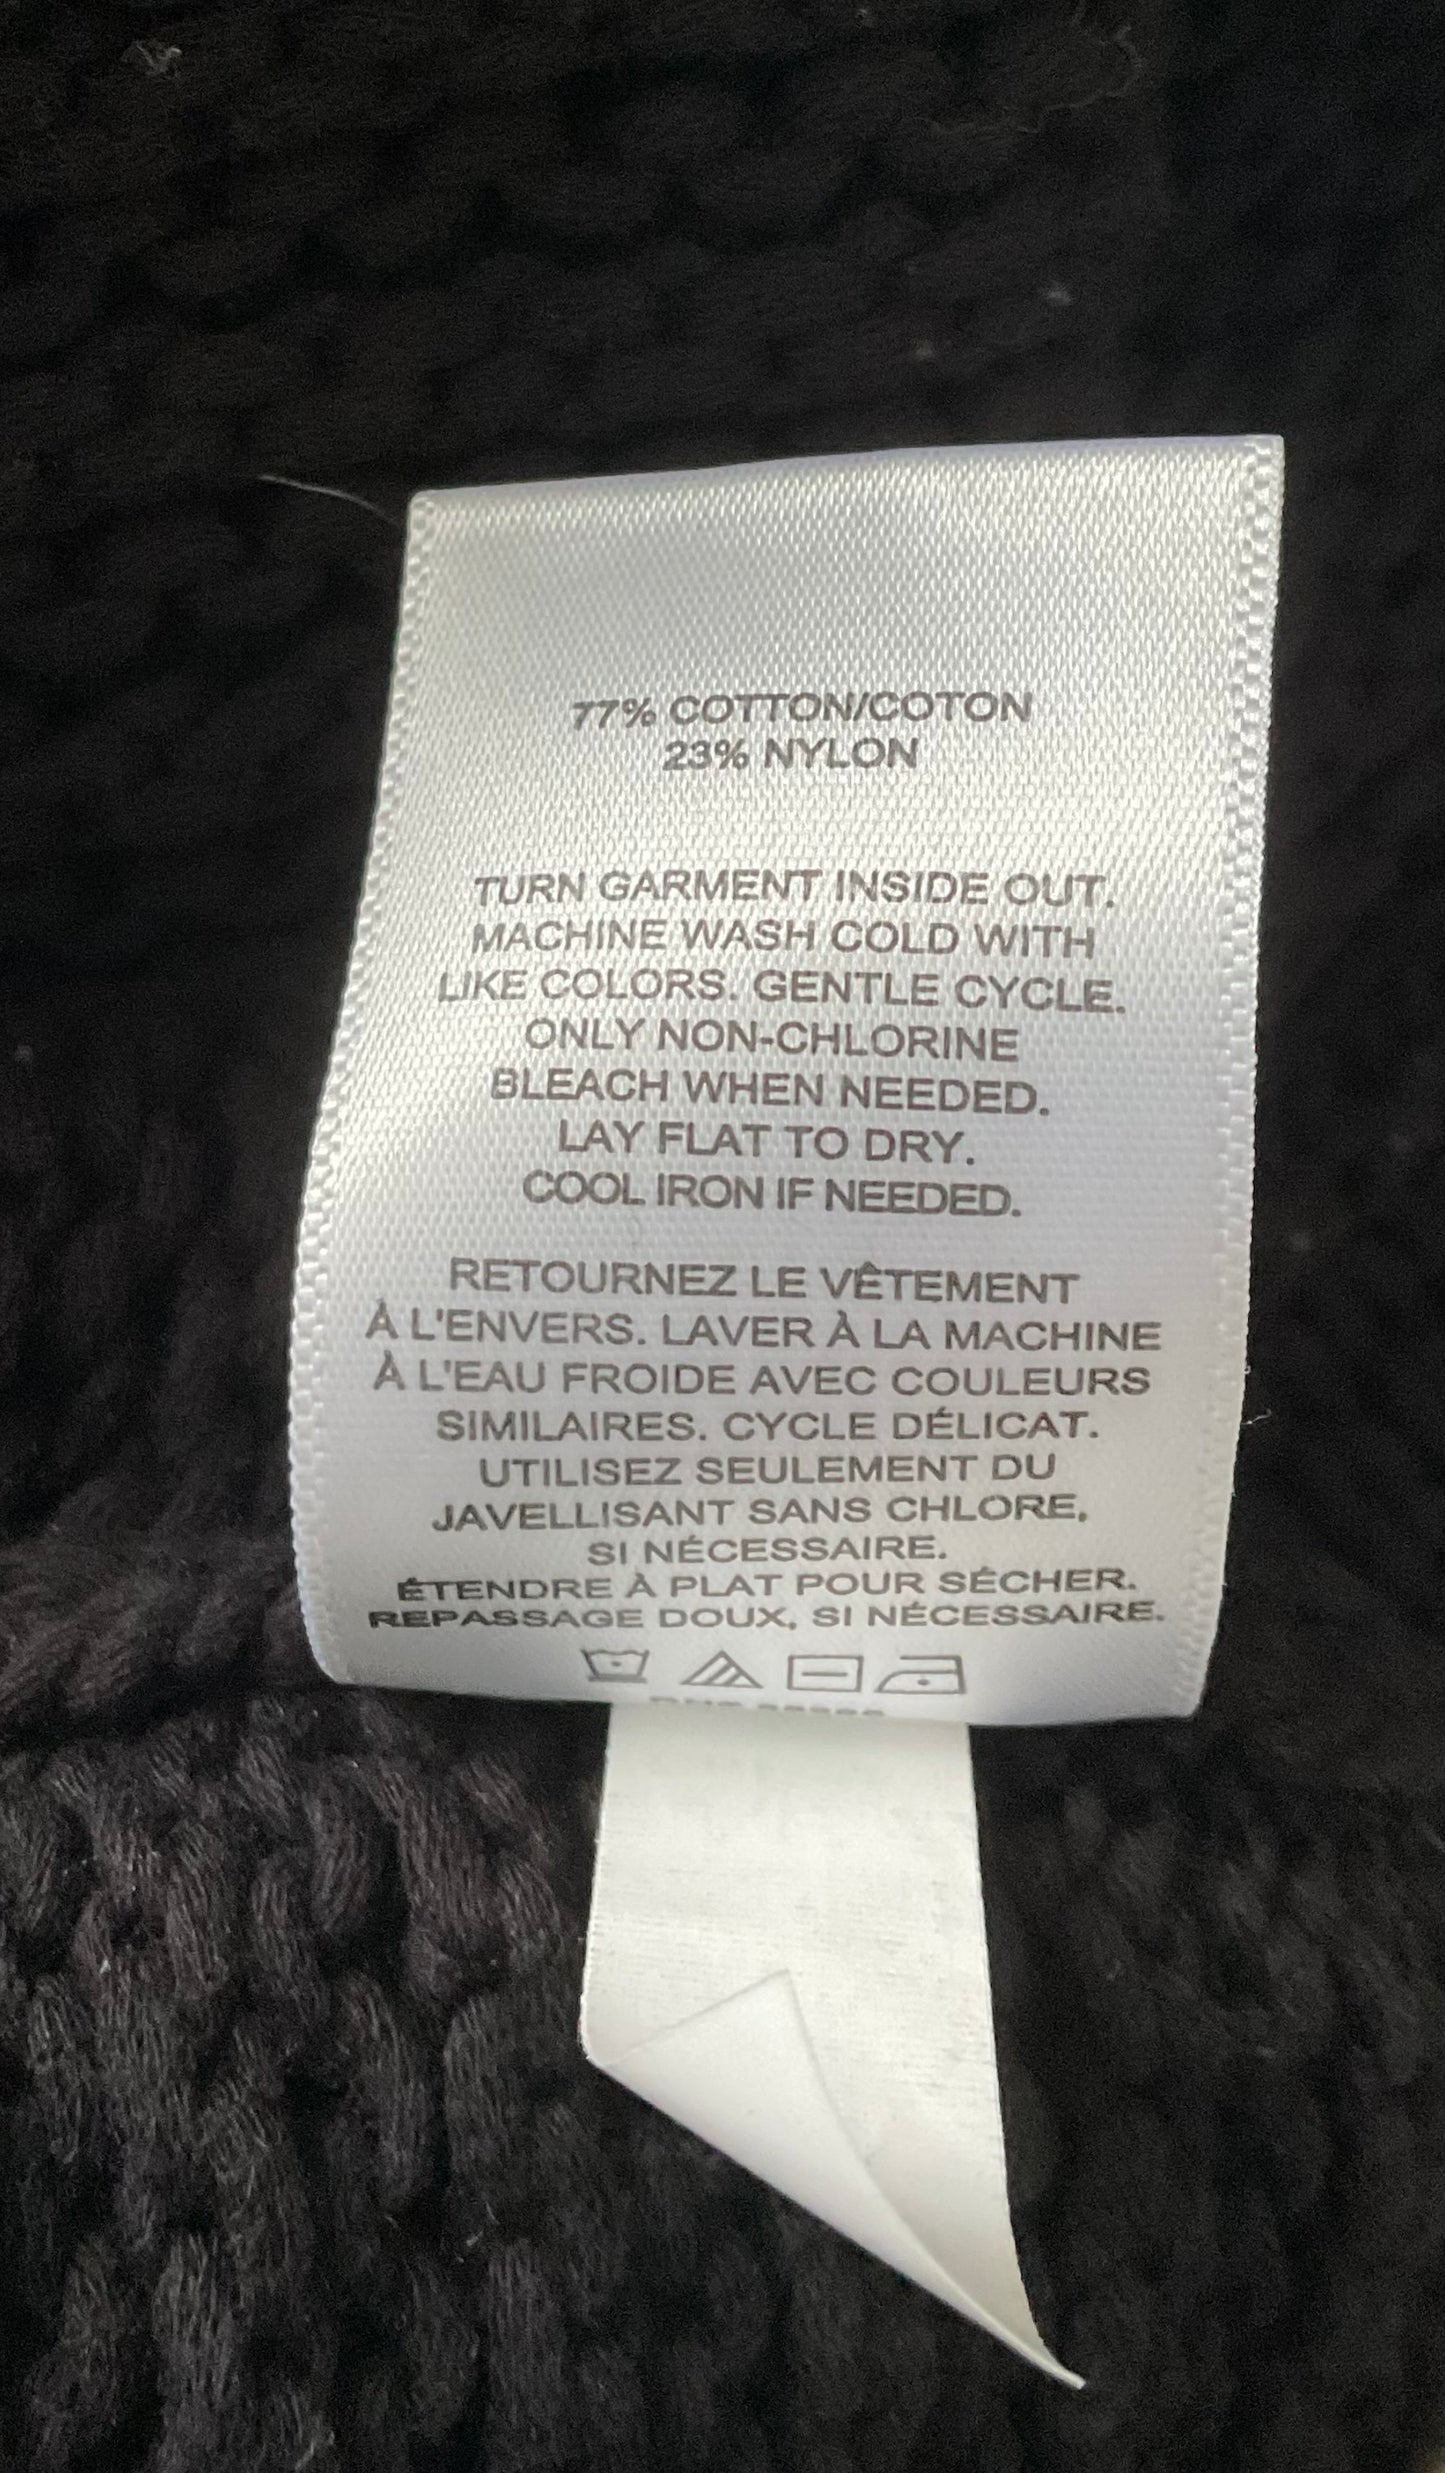 77% COTTON/COTON
23% NYLON
TURN GARMENT INSIDE OUT.
MACHINE WASH COLD WITH
LIKE COLORS. GENTLE CYCLE.
ONLY NON-CHLORINE
BLEACH WHEN NEEDED.
LAY FLAT TO DRY.
COOL IRON IF NEEDED.
RETOURNEZ LE VÊTEMENT
À L'ENVERS. LAVER À LA MACHINE
À L'EAU FROIDE AVEC COULEURS
SIMILAIRES. CYCLE DÉLICAT.
UTILISEZ SEULEMENT DU
JAVELLISANT SANS CHLORE,
SI NÉCESSAIRE.
ÉTENDRE À PLAT POUR SÉCHER.
REPASSAGE DOUX, SI NÉCESSAIRE.